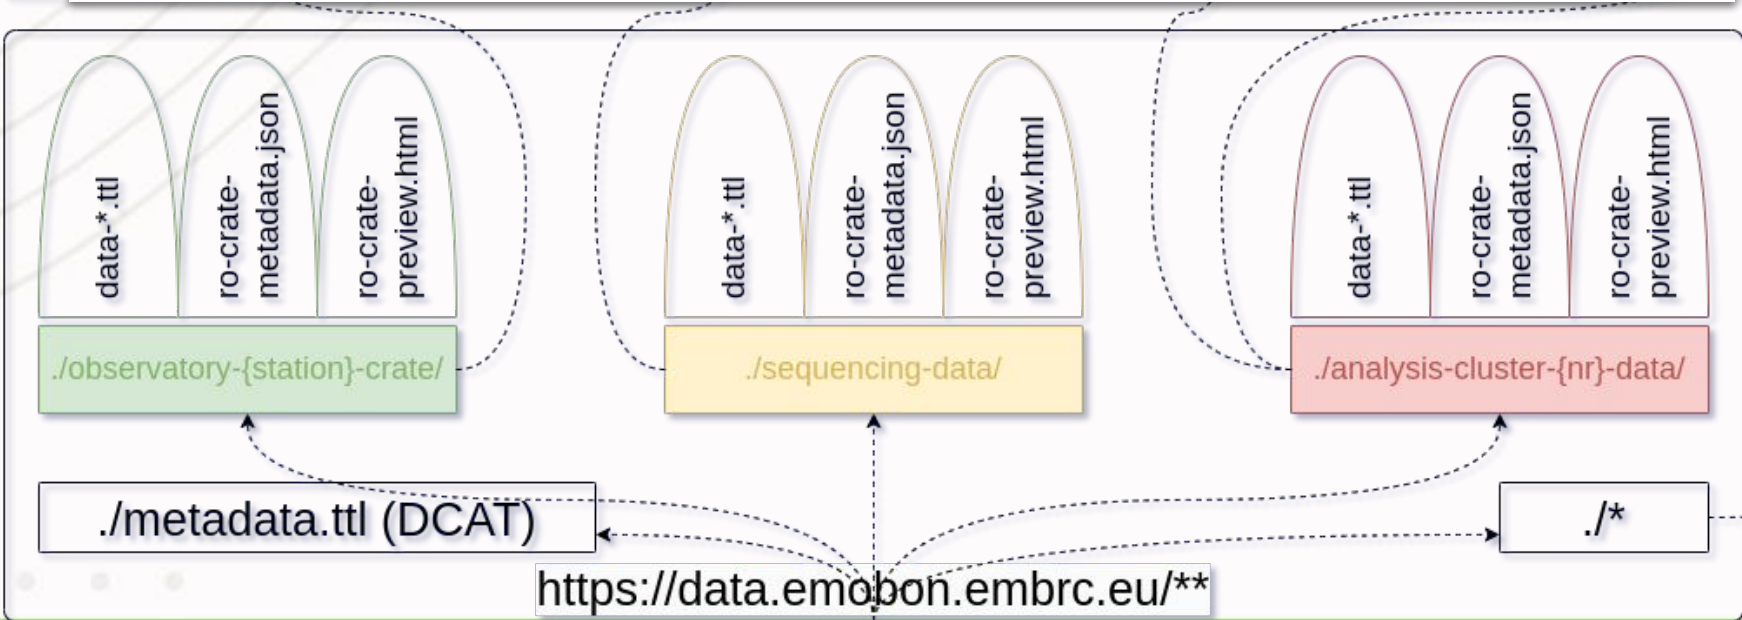 data-*.ttl
ro-crate-
metadata.json
ro-crate-
preview.html
data-*.ttl
ro-crate-
metadata.json
ro-crate-
preview.html
data-*.ttl
ro-crate-
metadata.json
ro-crate-
preview.html
./observatory-{station}-crate/
./sequencing-data/
./analysis-cluster-{nr}-data/
./metadata.ttl (DCAT)
./*
https://data.emobon.embrc.eu/**